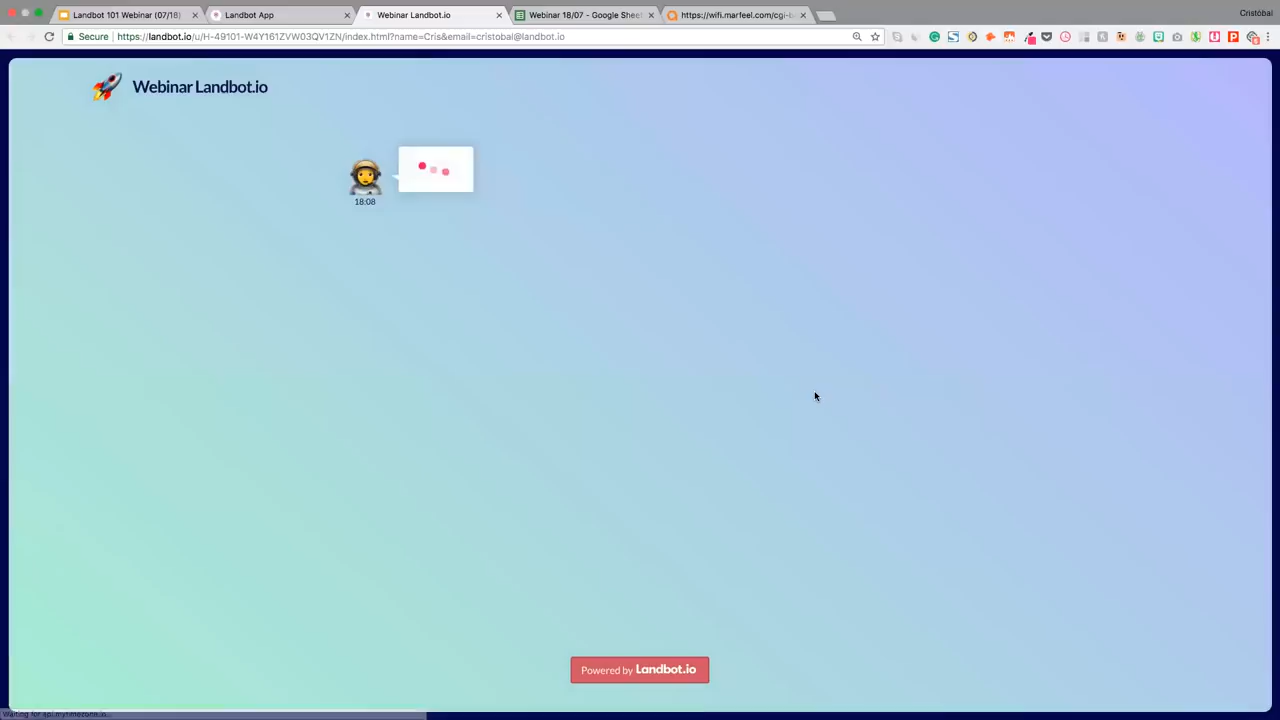 Landbot 101 Webinar (07/18)
Landbot App
Webinar Landbot.io
Webinar 18/07 - Google Sheet
https://wifi.marfeel.com/cgi-b
Cristóbal
Secure
https://landbot.io/u/H-49101-W4Y161ZVW03QV1ZN/index.html?name=Cris&email=cristobal@landbot.io
Webinar Landbot.io
18:08
Powered by Landbot.io
Waiting for